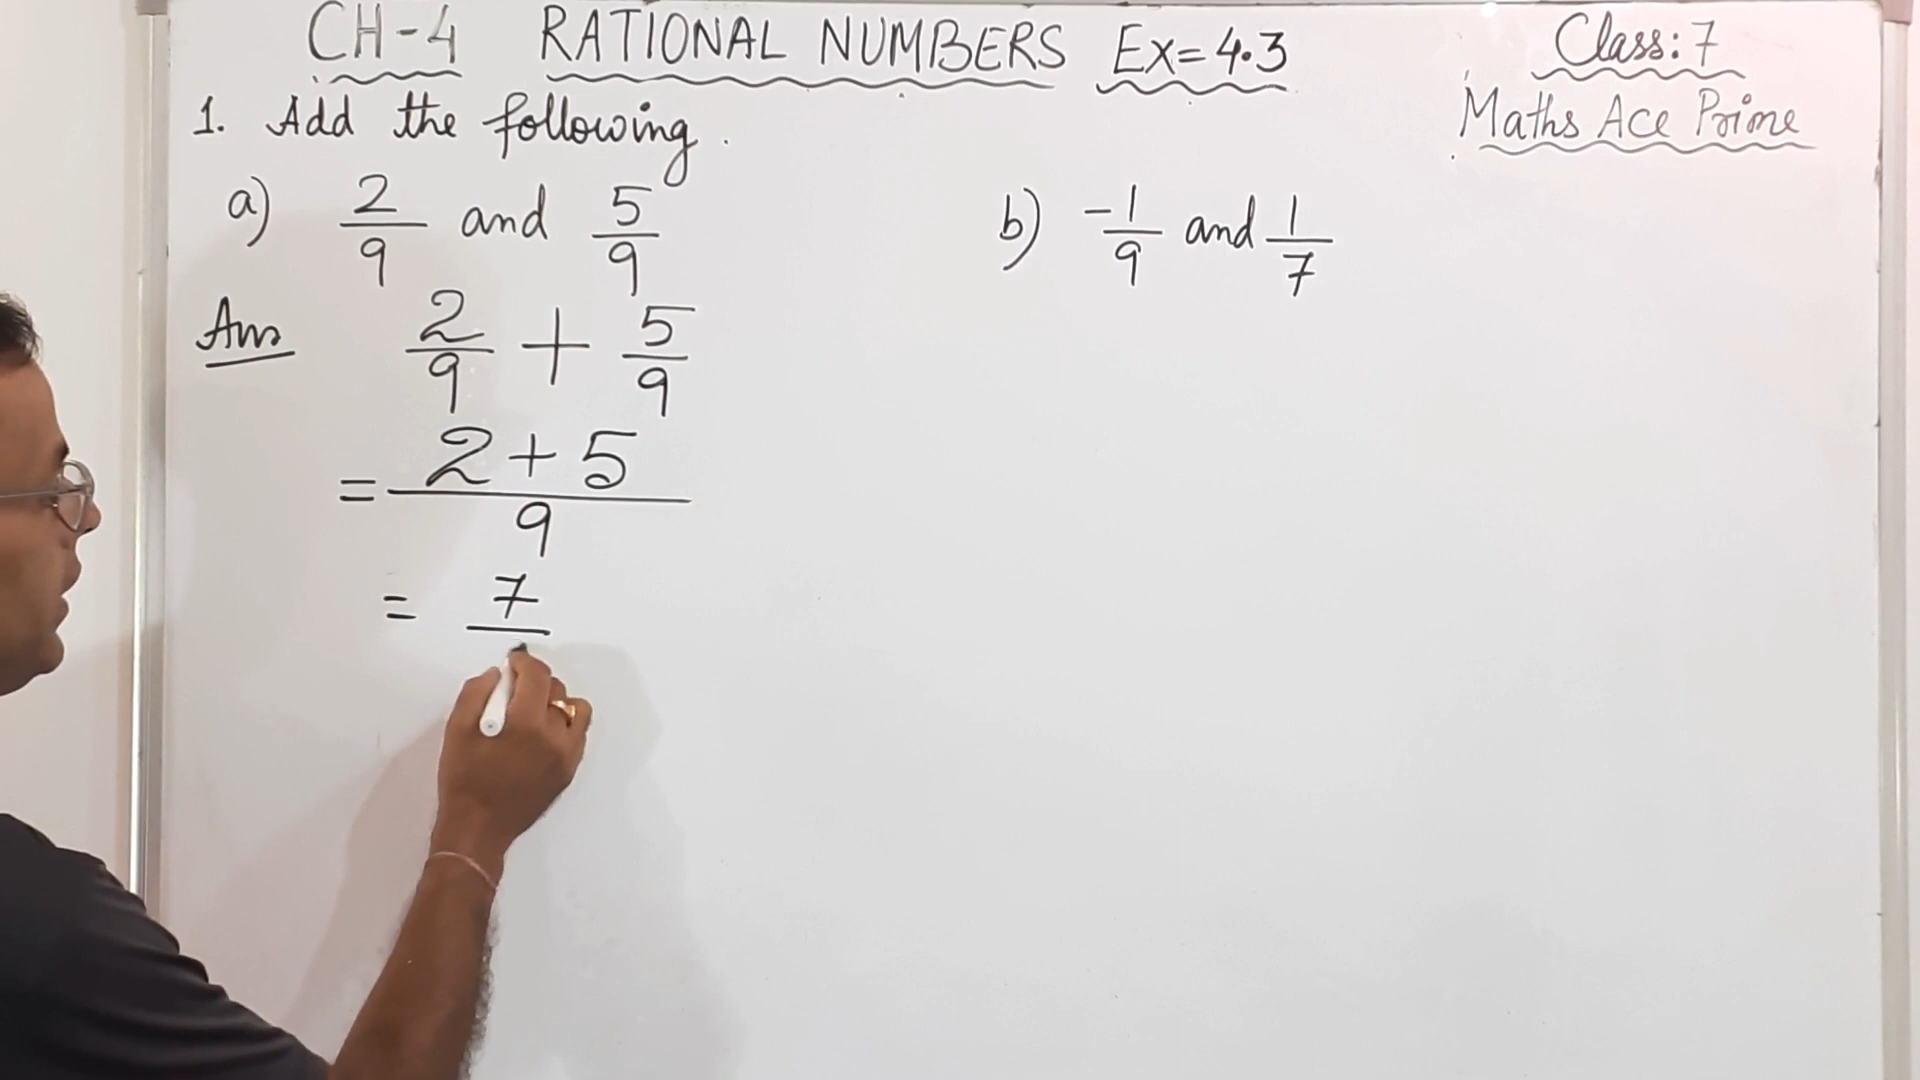 CH-4 RATIONAL NUMBERS Ex=4.3
Class: 7
Maths Ace Prime
1. Add the following.
a) 2/9 and 5/9
b) -1/9 and 1/7
Ans 2/9 + 5/9
= 2+5/9
= 7/